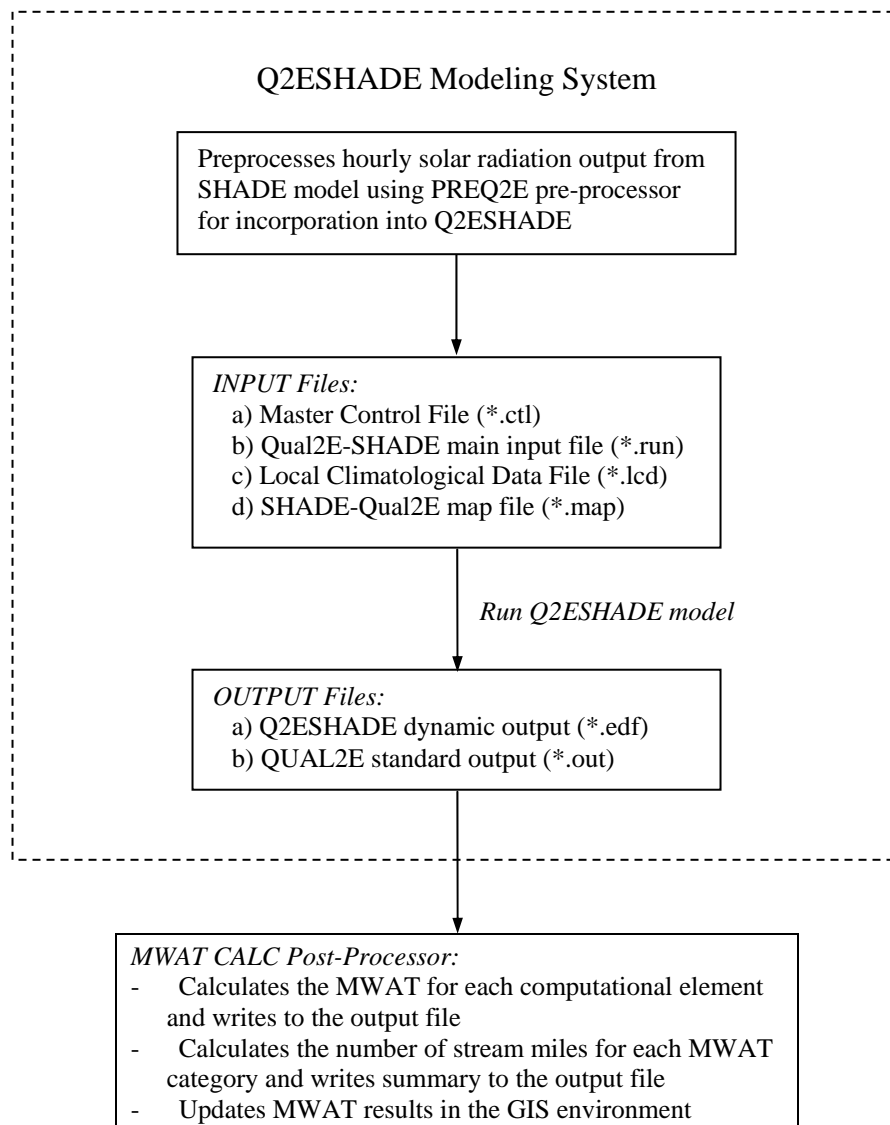 Q2ESHADE Modeling System
Preprocesses hourly solar radiation output from
SHADE model using PREQ2E pre-processor
for incorporation into Q2ESHADE
INPUT Files:
a) Master Control File (*.ctl)
b) Qual2E-SHADE main input file (*.run)
c) Local Climatological Data File (*.lcd)
d) SHADE-Qual2E map file (*.map)
Run Q2ESHADE model
OUTPUT Files:
a) Q2ESHADE dynamic output (*.edf)
b) QUAL2E standard output (*.out)
MWAT CALC Post-Processor:
- Calculates the MWAT for each computational element
and writes to the output file
- Calculates the number of stream miles for each MWAT
category and writes summary to the output file
- Updates MWAT results in the GIS environment